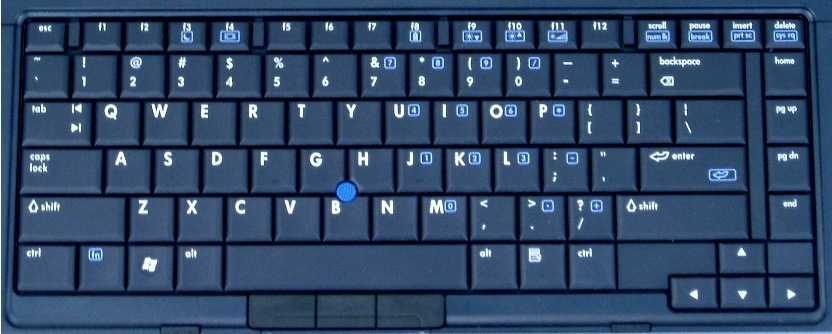 esc f1 f2 f3 f4 f5 f6 f7 f8 f9 f10 f11 f12 scroll pause insert delete
num lk break prt sc sys rq
~ ! @ # $ % ^ & 7 * 8 ( 9 ) / _ + backspace home
` 1 2 3 4 5 6 7 8 9 0 - =
tab Q W E R T Y U 4 I 5 O 6 P * { } | pg up
[ ] \
caps A S D F G H J 1 K 2 L 3 : - " enter pg dn
lock ; '
shift Z X C V B N M 0 < > . ? + shift end
, . /
ctrl fn alt alt ctrl